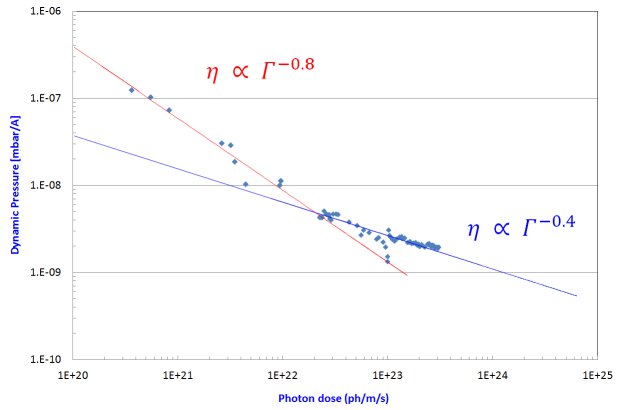 1.E-06
η ∝ Γ^−0.8
1.E-07
1.E-08
η ∝ Γ^−0.4
1.E-09
1.E-10
1E+20 1E+21 1E+22 1E+23 1E+24 1E+25
Photon dose (ph/m/s)
Dynamic Pressure [mbar/A]